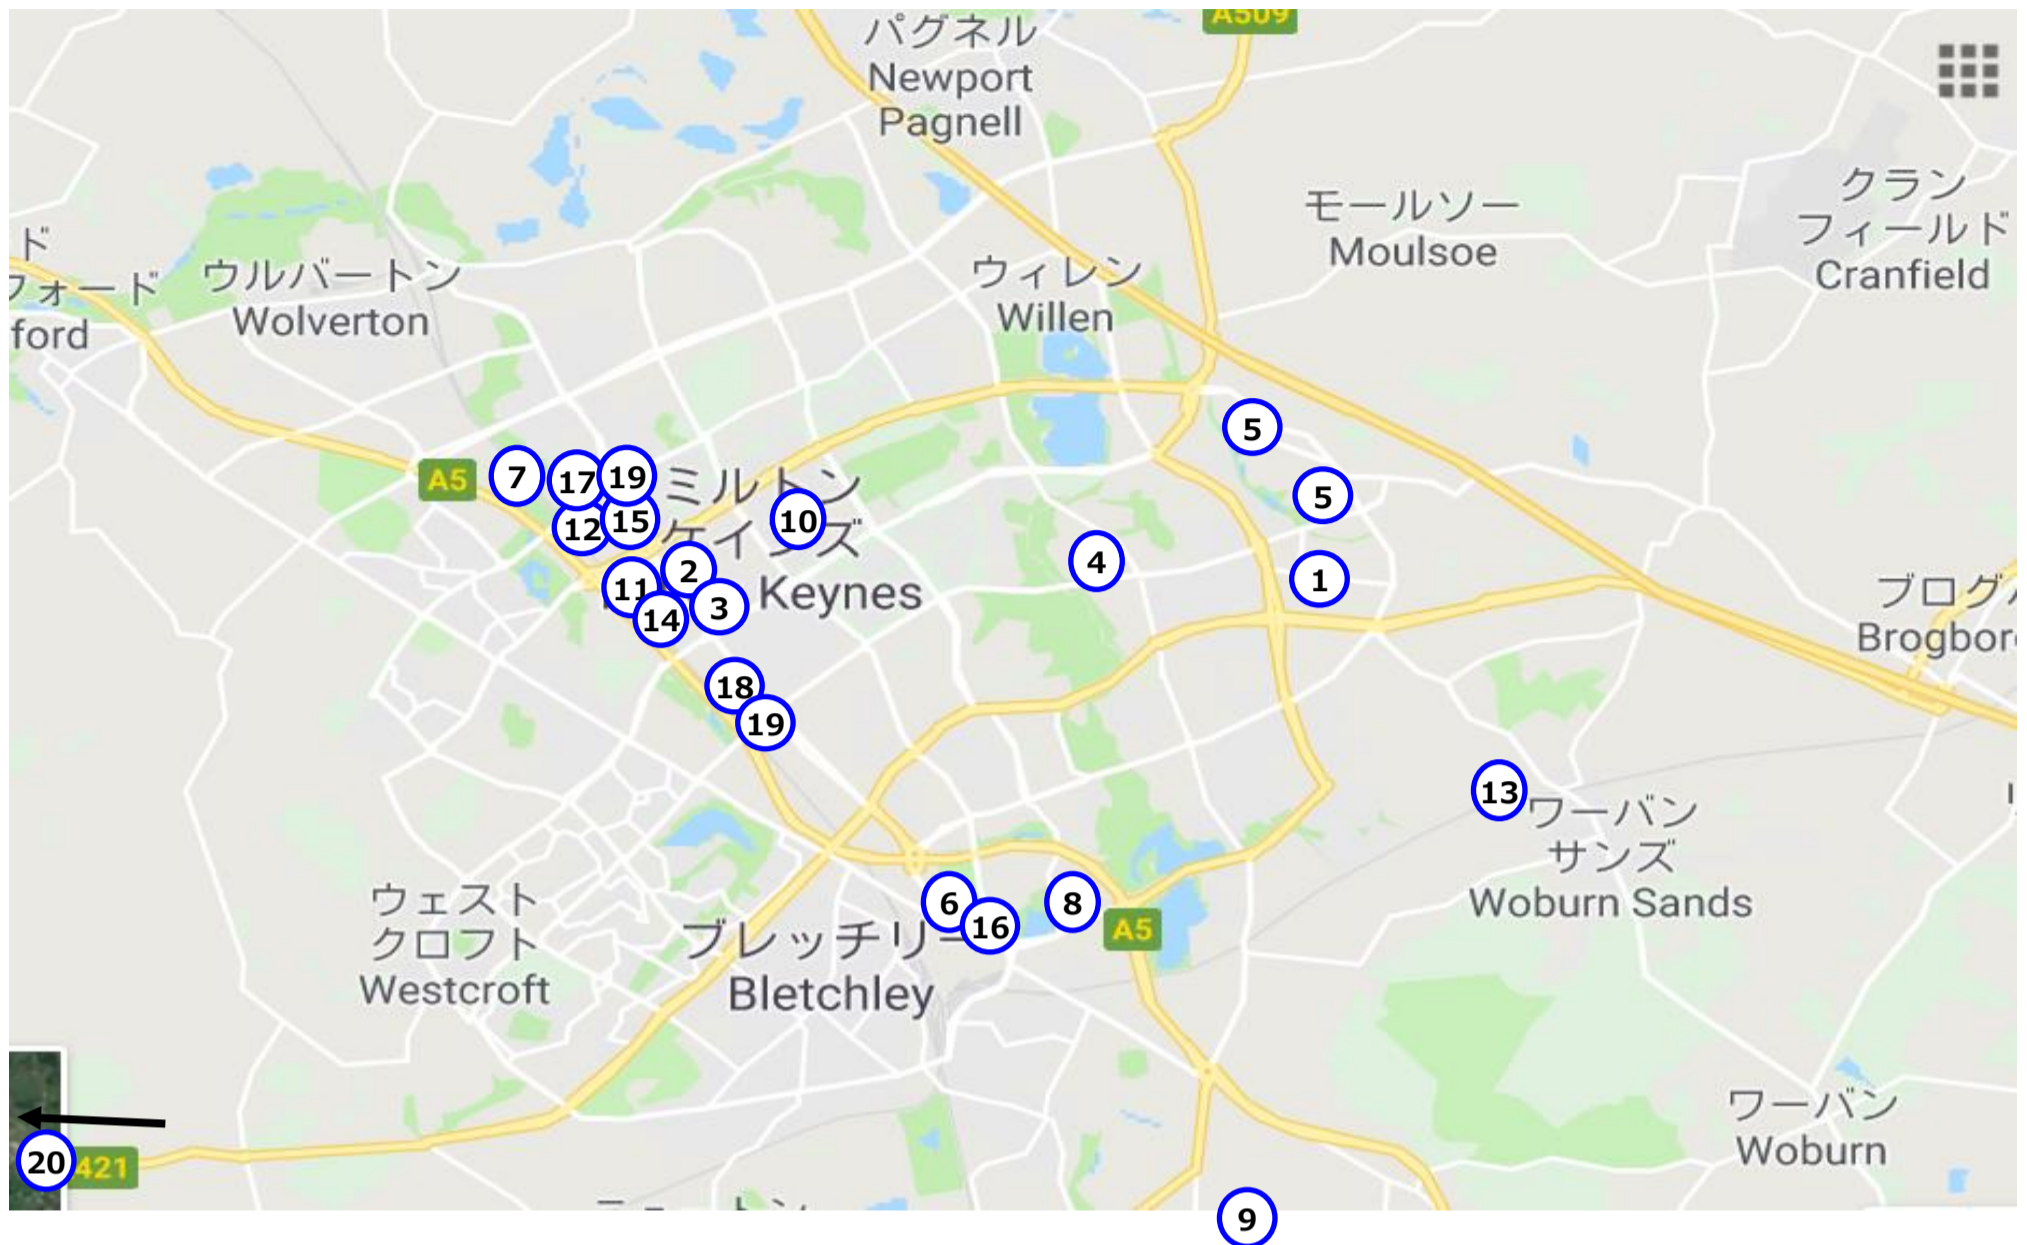 A509
パグネル
Newport
Pagnell
クラン
フィールド
Cranfield
モールソー
Moulsoe
ド
フォード
ford
ウルバートン
Wolverton
ウィレン
Willen
5
A5
7
17
19
ミルトン
12
15
ケインズ
10
5
11
2
Keynes
4
1
14
3
ブログ
Brogbor
18
19
13
ワーバン
サンズ
Woburn Sands
ウェスト
クロフト
Westcroft
6
16
8
A5
ブレッチリー
Bletchley
ワーバン
Woburn
20
421
9